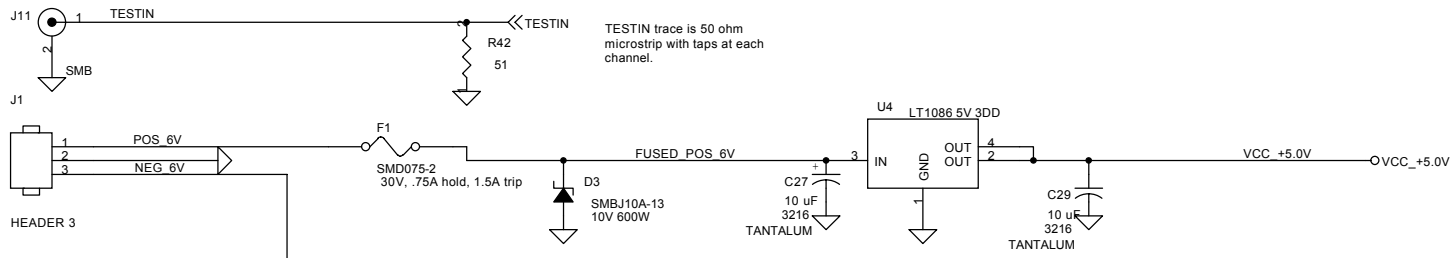 J11
1
TESTIN
2
SMB
2
R42
51
1
TESTIN
TESTIN trace is 50 ohm
microstrip with taps at each
channel.
J1
1
POS_6V
2
3
NEG_6V
HEADER 3
F1
SMD075-2
30V, .75A hold, 1.5A trip
D3
SMBJ10A-13
10V 600W
FUSED_POS_6V
+
C27
10 uF
3216
TANTALUM
U4
LT1086 5V 3DD
3
IN
GND
1
OUT
4
OUT
2
VCC_+5.0V
C29
10 uF
3216
TANTALUM
VCC_+5.0V